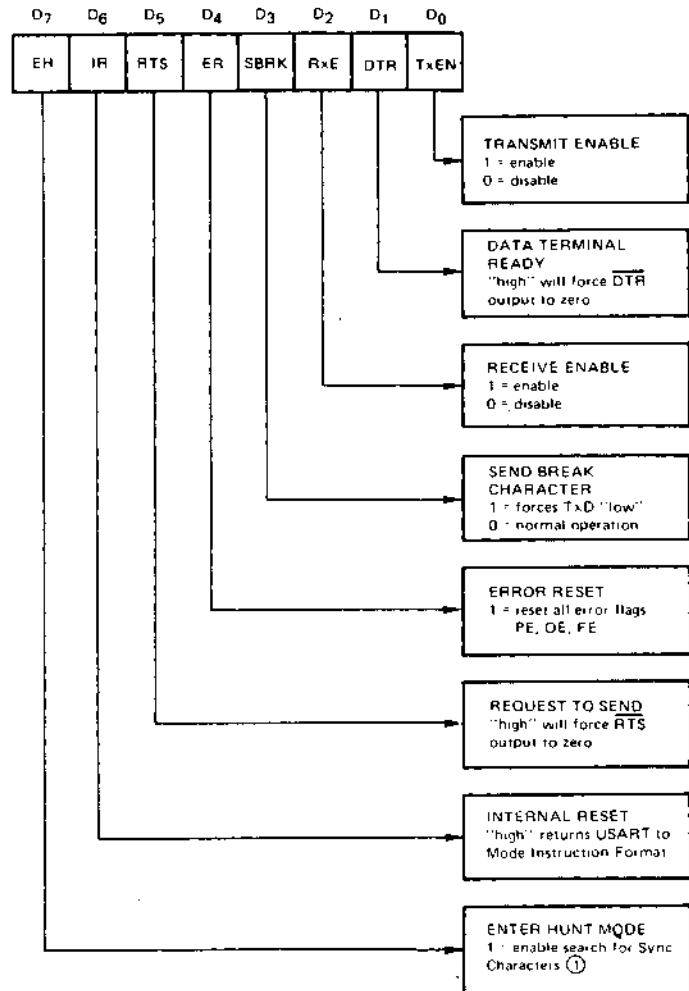 D7 D6 D5 D4 D3 D2 D1 D0
EH IR RTS ER SBRK RxE DTR TxEN
TRANSMIT ENABLE
1 = enable
0 = disable
DATA TERMINAL
READY
"high" will force D̅T̅R̅
output to zero
RECEIVE ENABLE
1 = enable
0 = disable
SEND BREAK
CHARACTER
1 = forces TxD "low"
0 = normal operation
ERROR RESET
1 = reset all error flags
PE, OE, FE
REQUEST TO SEND
"high" will force R̅T̅S̅
output to zero
INTERNAL RESET
"high" returns USART to
Mode Instruction Format
ENTER HUNT MODE
1 = enable search for Sync
Characters ①